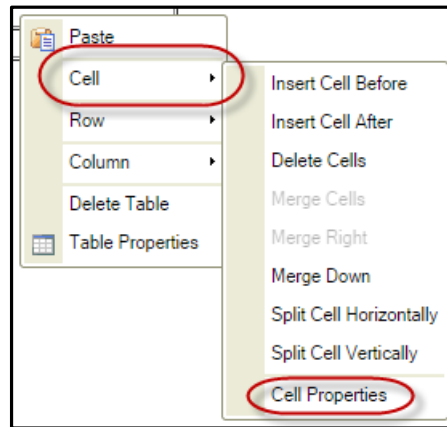 Paste
Cell
Row
Column
Delete Table
Table Properties
Insert Cell Before
Insert Cell After
Delete Cells
Merge Cells
Merge Right
Merge Down
Split Cell Horizontally
Split Cell Vertically
Cell Properties